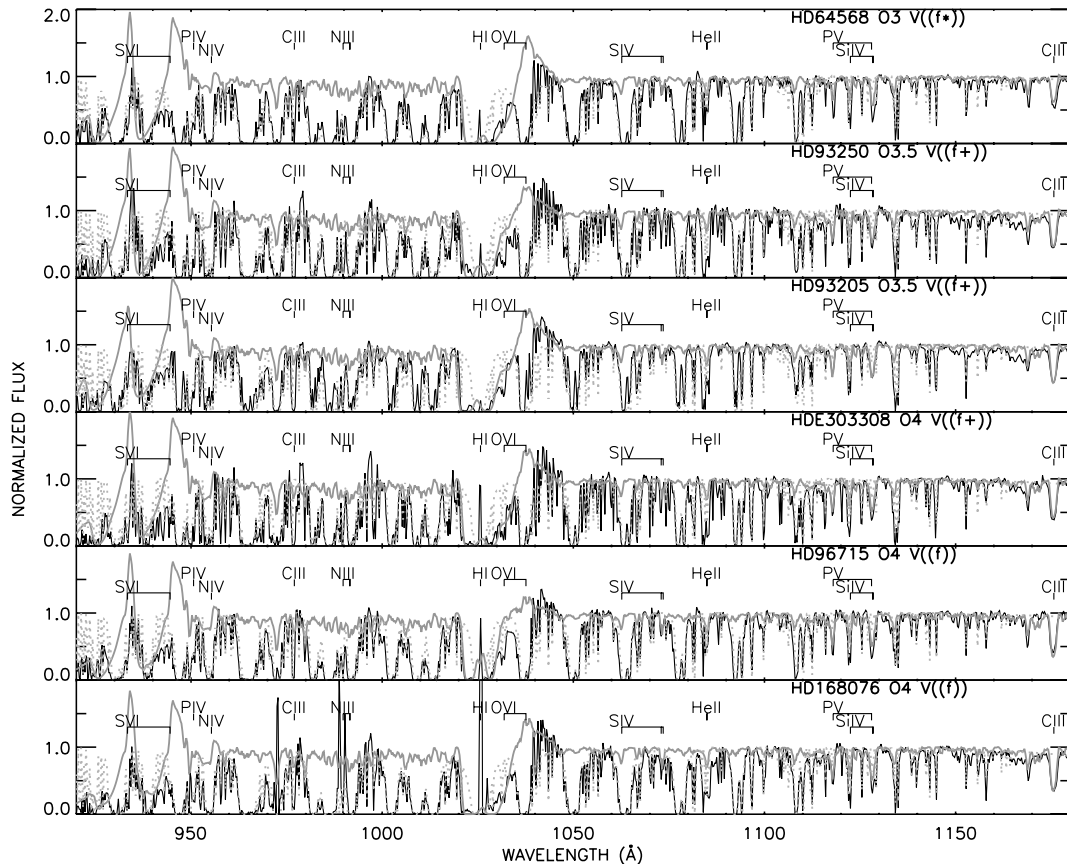 HD64568 O3 V((f*))
PIV CIII NIII HI OVI HeII PV
SVI NIV SIV SiIV CIII
2.0
1.0
0.0
HD93250 O3.5 V((f+))
PIV CIII NIII HI OVI HeII PV
SVI NIV SIV SiIV CIII
1.0
0.0
HD93205 O3.5 V((f+))
PIV CIII NIII HI OVI HeII PV
SVI NIV SIV SiIV CIII
1.0
0.0
HDE303308 O4 V((f+))
PIV CIII NIII HI OVI HeII PV
SVI NIV SIV SiIV CIII
1.0
0.0
HD96715 O4 V((f))
PIV CIII NIII HI OVI HeII PV
SVI NIV SIV SiIV CIII
1.0
0.0
HD168076 O4 V((f))
PIV CIII NIII HI OVI HeII PV
SVI NIV SIV SiIV CIII
1.0
0.0
950 1000 1050 1100 1150
WAVELENGTH (Å)
NORMALIZED FLUX